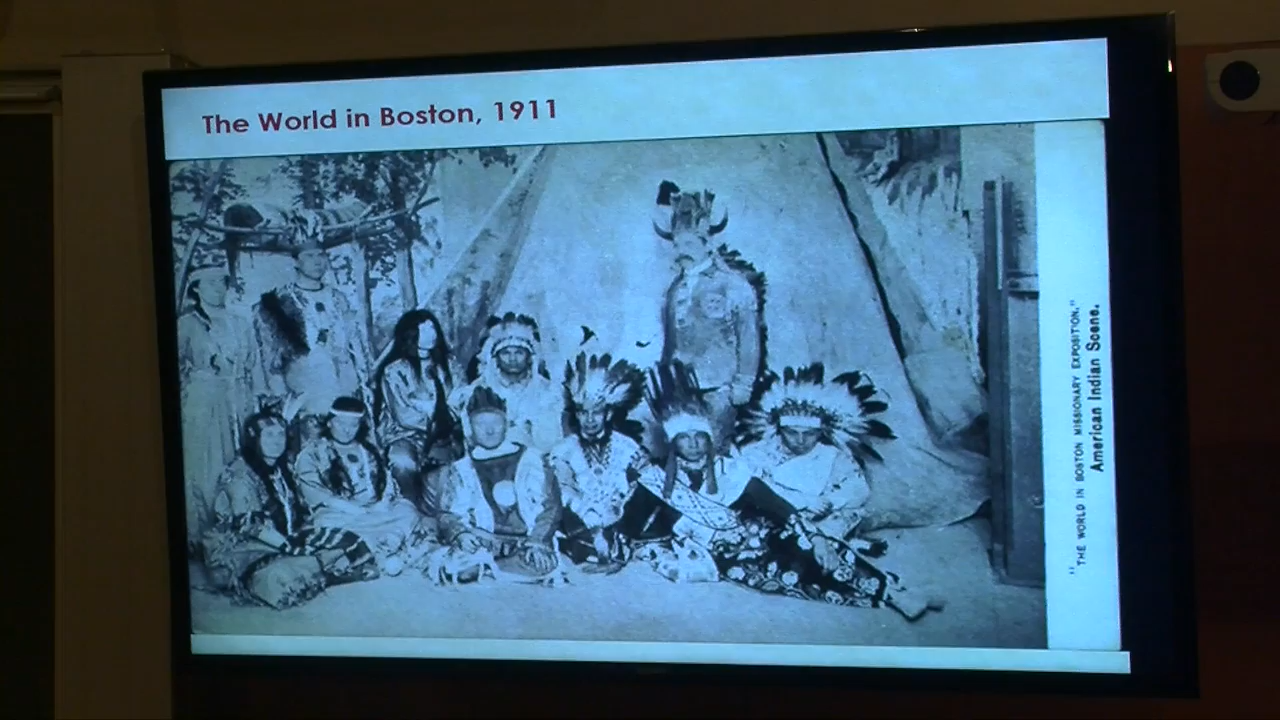 The World in Boston, 1911
"THE WORLD IN BOSTON MISSIONARY EXPOSITION."
American Indian Scene.